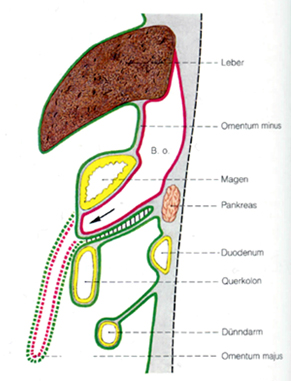 Leber
Omentum minus
B. o.
Magen
Pankreas
Duodenum
Querkolon
Dünndarm
Omentum majus